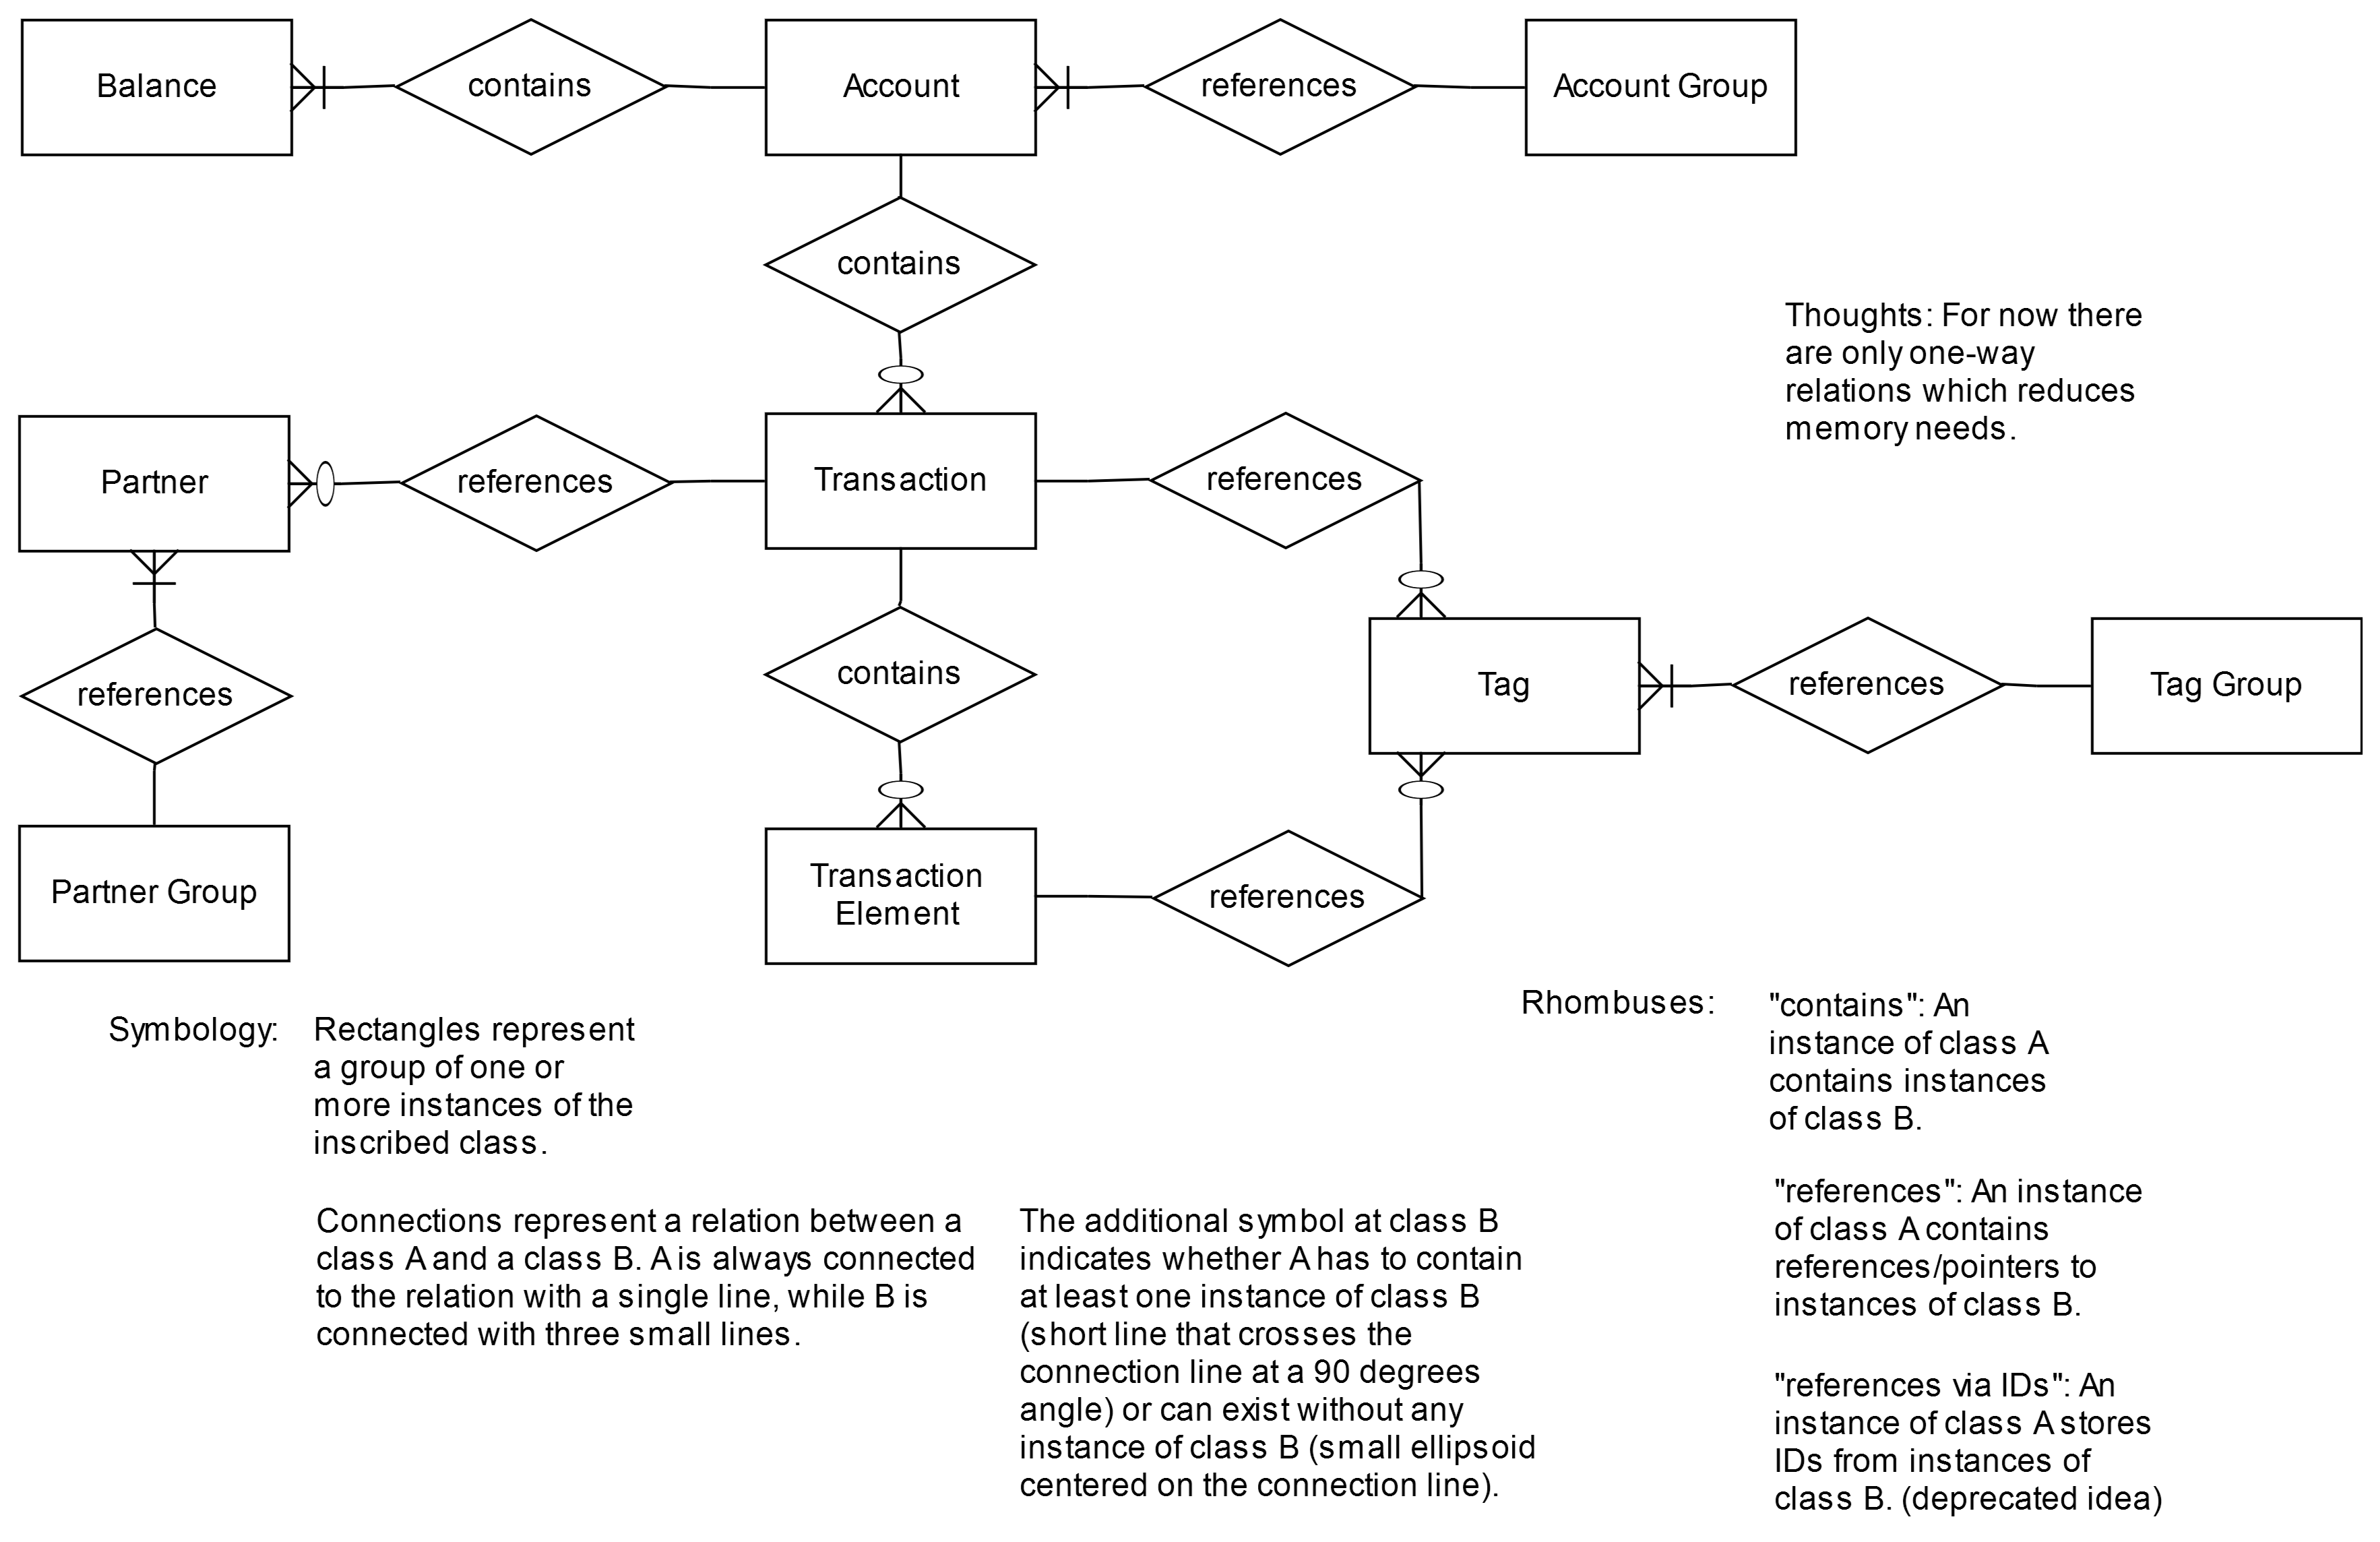 Balance
contains
Account
references
Account Group
contains
Thoughts: For now there
are only one-way
relations which reduces
memory needs.
Partner
references
Transaction
references
references
contains
Tag
references
Tag Group
Partner Group
Transaction
Element
references
Symbology:
Rectangles represent
a group of one or
more instances of the
inscribed class.
Connections represent a relation between a
class A and a class B. A is always connected
to the relation with a single line, while B is
connected with three small lines.
The additional symbol at class B
indicates whether A has to contain
at least one instance of class B
(short line that crosses the
connection line at a 90 degrees
angle) or can exist without any
instance of class B (small ellipsoid
centered on the connection line).
Rhombuses:
"contains": An
instance of class A
contains instances
of class B.
"references": An instance
of class A contains
references/pointers to
instances of class B.
"references via IDs": An
instance of class A stores
IDs from instances of
class B. (deprecated idea)